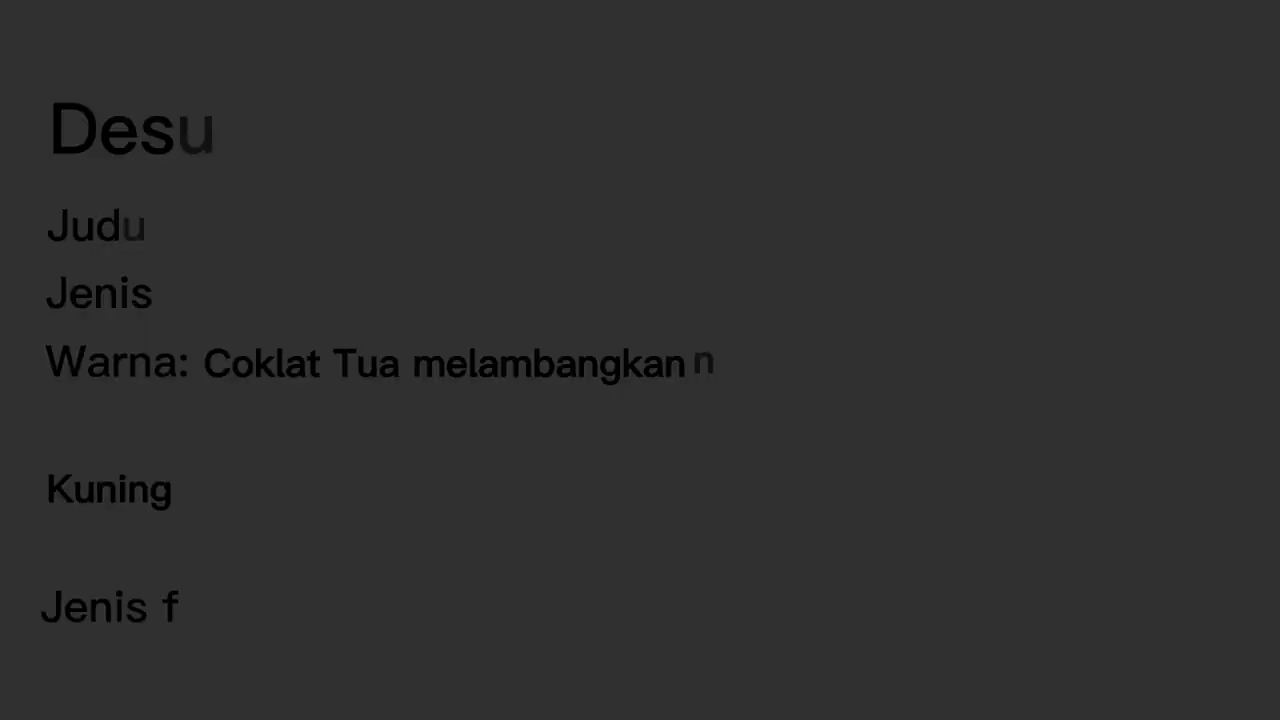 Desu
Judu
Jenis
Warna: Coklat Tua melambangkan n
Kuning
Jenis f